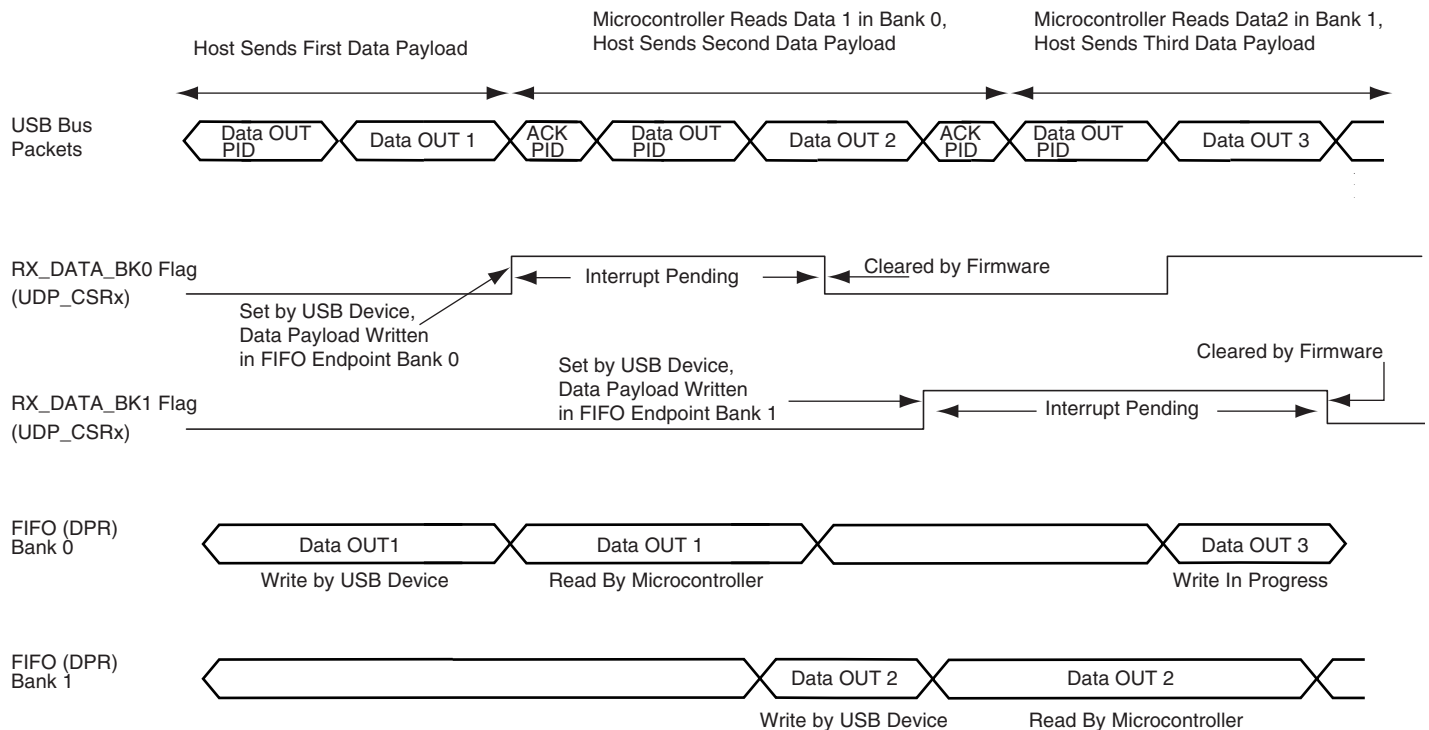 Host Sends First Data Payload
Microcontroller Reads Data 1 in Bank 0,
Host Sends Second Data Payload
Microcontroller Reads Data2 in Bank 1,
Host Sends Third Data Payload
USB Bus
Packets
Data OUT
PID
Data OUT 1
ACK
PID
Data OUT
PID
Data OUT 2
ACK
PID
Data OUT
PID
Data OUT 3
RX_DATA_BK0 Flag
(UDP_CSRx)
Interrupt Pending
Cleared by Firmware
Set by USB Device,
Data Payload Written
in FIFO Endpoint Bank 0
RX_DATA_BK1 Flag
(UDP_CSRx)
Set by USB Device,
Data Payload Written
in FIFO Endpoint Bank 1
Interrupt Pending
Cleared by Firmware
FIFO (DPR)
Bank 0
Data OUT1
Data OUT 1
Data OUT 3
Write by USB Device
Read By Microcontroller
Write In Progress
FIFO (DPR)
Bank 1
Data OUT 2
Data OUT 2
Write by USB Device
Read By Microcontroller